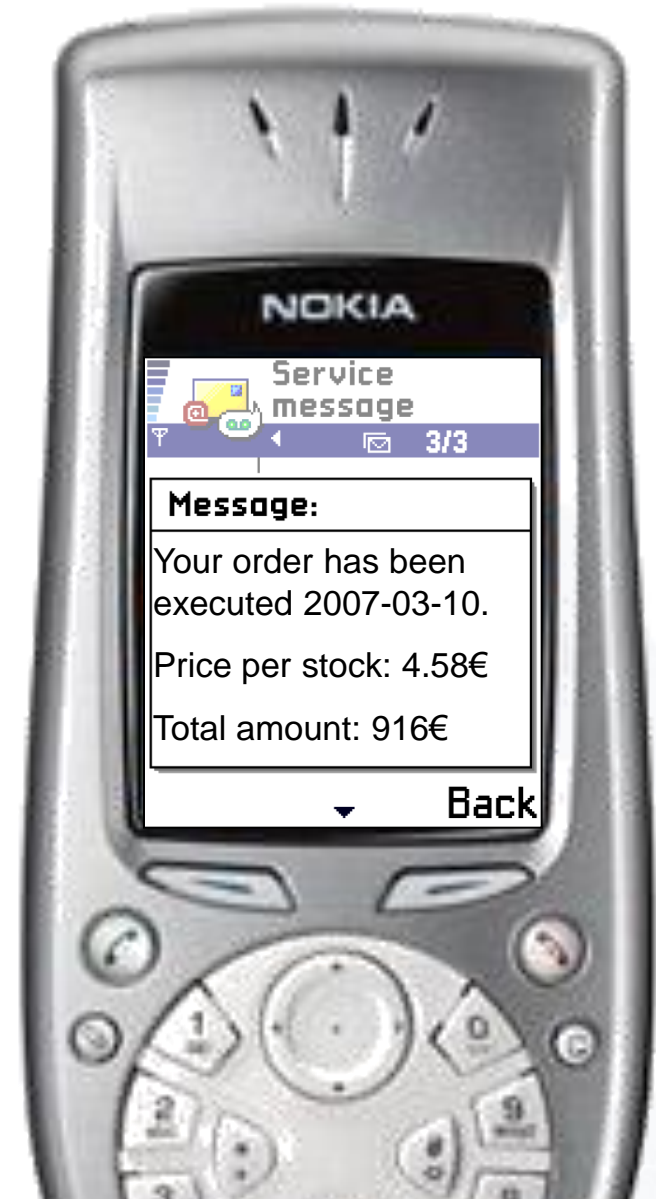 NOKIA
Service
message
3/3
Message:
Your order has been
executed 2007-03-10.
Price per stock: 4.58€
Total amount: 916€
Back
1
0
2
9
*
#
3